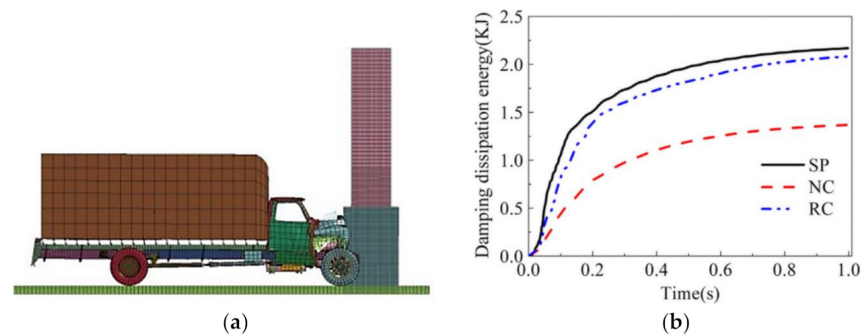 Damping dissipation energy(KJ)
2.5
2.0
1.5
1.0
0.5
0.0
SP
NC
RC
0.0 0.2 0.4 0.6 0.8 1.0
Time(s)
(a) (b)